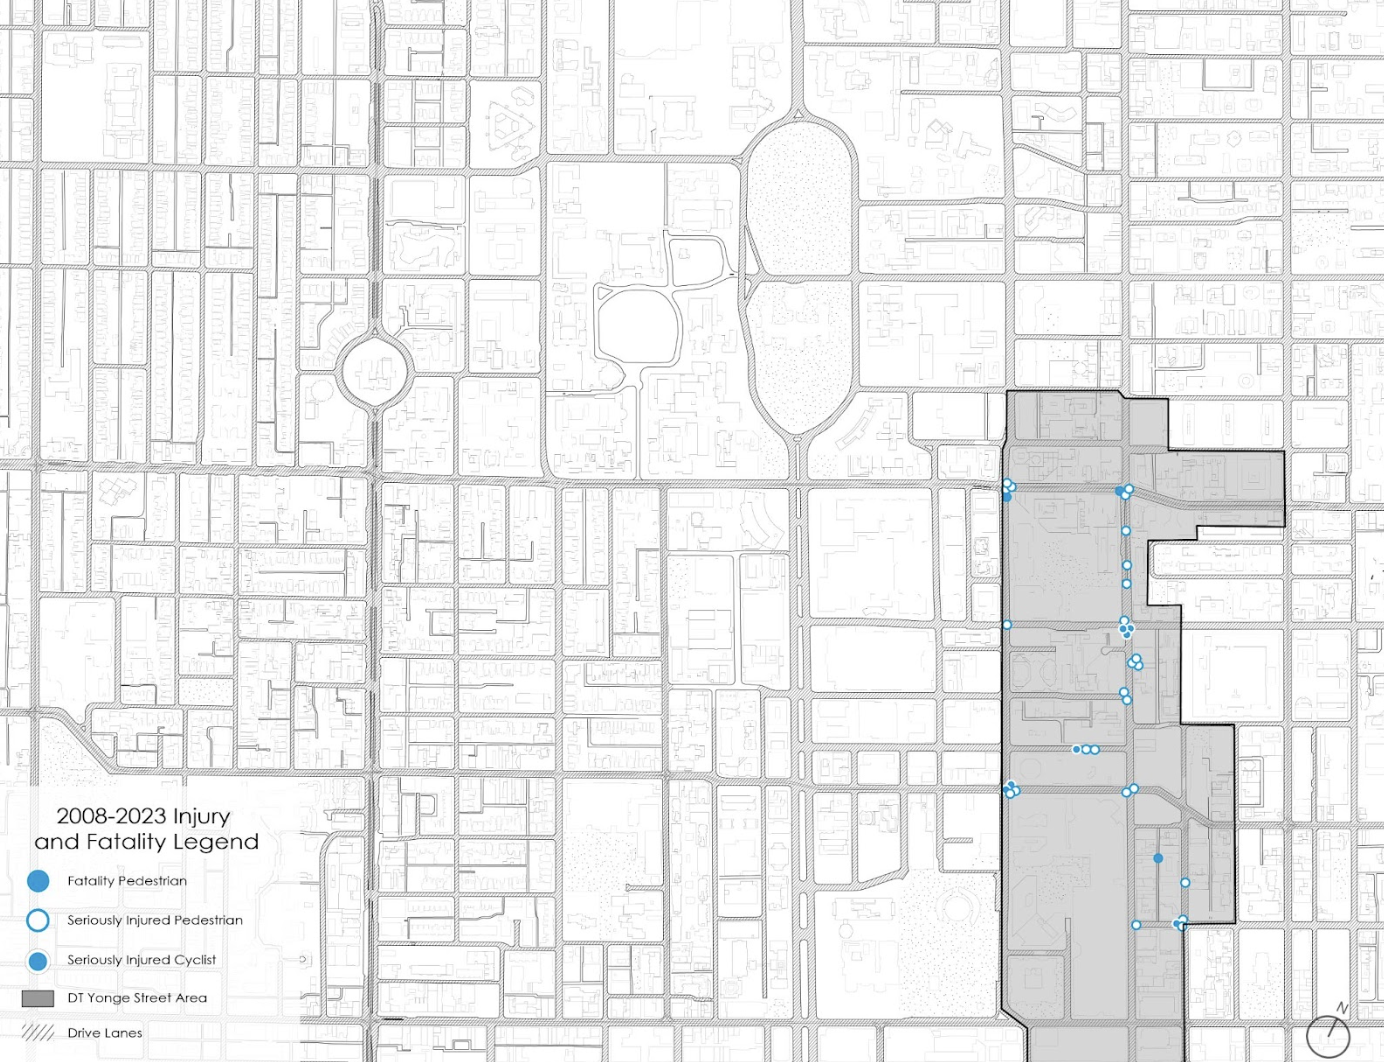 2008-2023 Injury
and Fatality Legend
Fatality Pedestrian
Seriously Injured Pedestrian
Seriously Injured Cyclist
DT Yonge Street Area
Drive Lanes
N